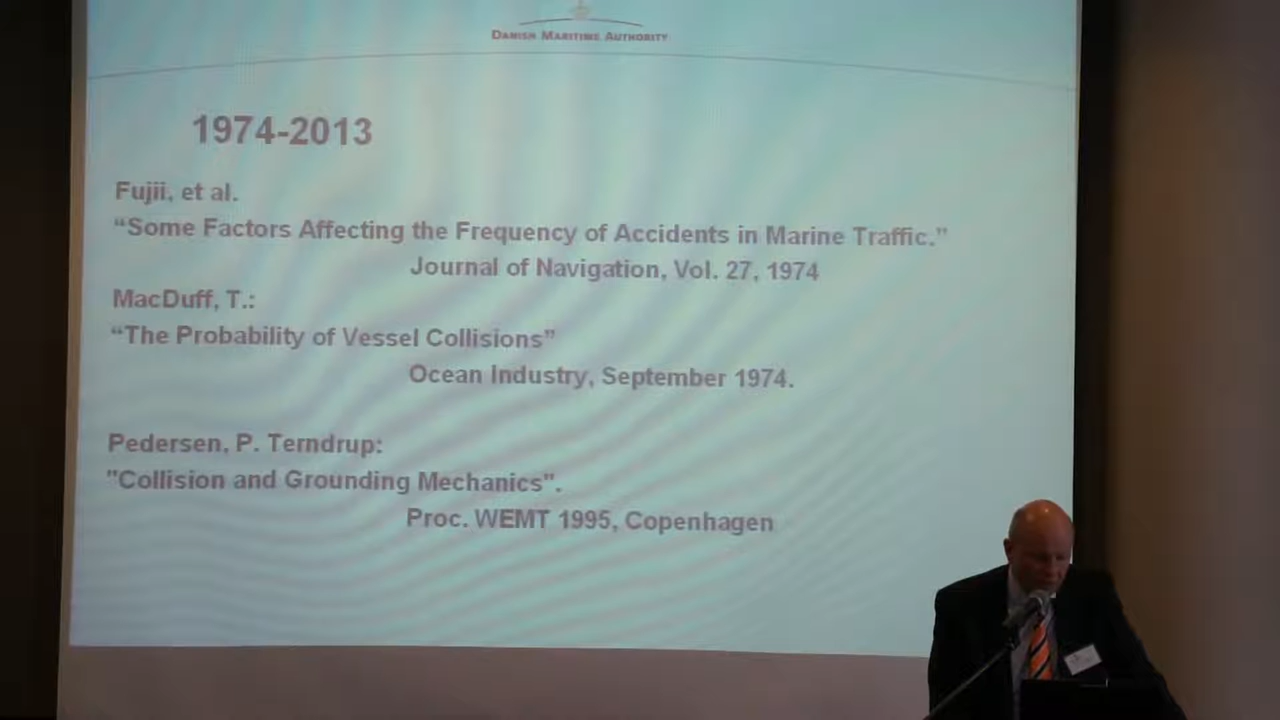 DANISH MARITIME AUTHORITY
1974-2013
Fujii, et al.
“Some Factors Affecting the Frequency of Accidents in Marine Traffic.”
Journal of Navigation, Vol. 27, 1974
MacDuff, T.:
“The Probability of Vessel Collisions”
Ocean Industry, September 1974.
Pedersen, P. Terndrup:
"Collision and Grounding Mechanics".
Proc. WEMT 1995, Copenhagen